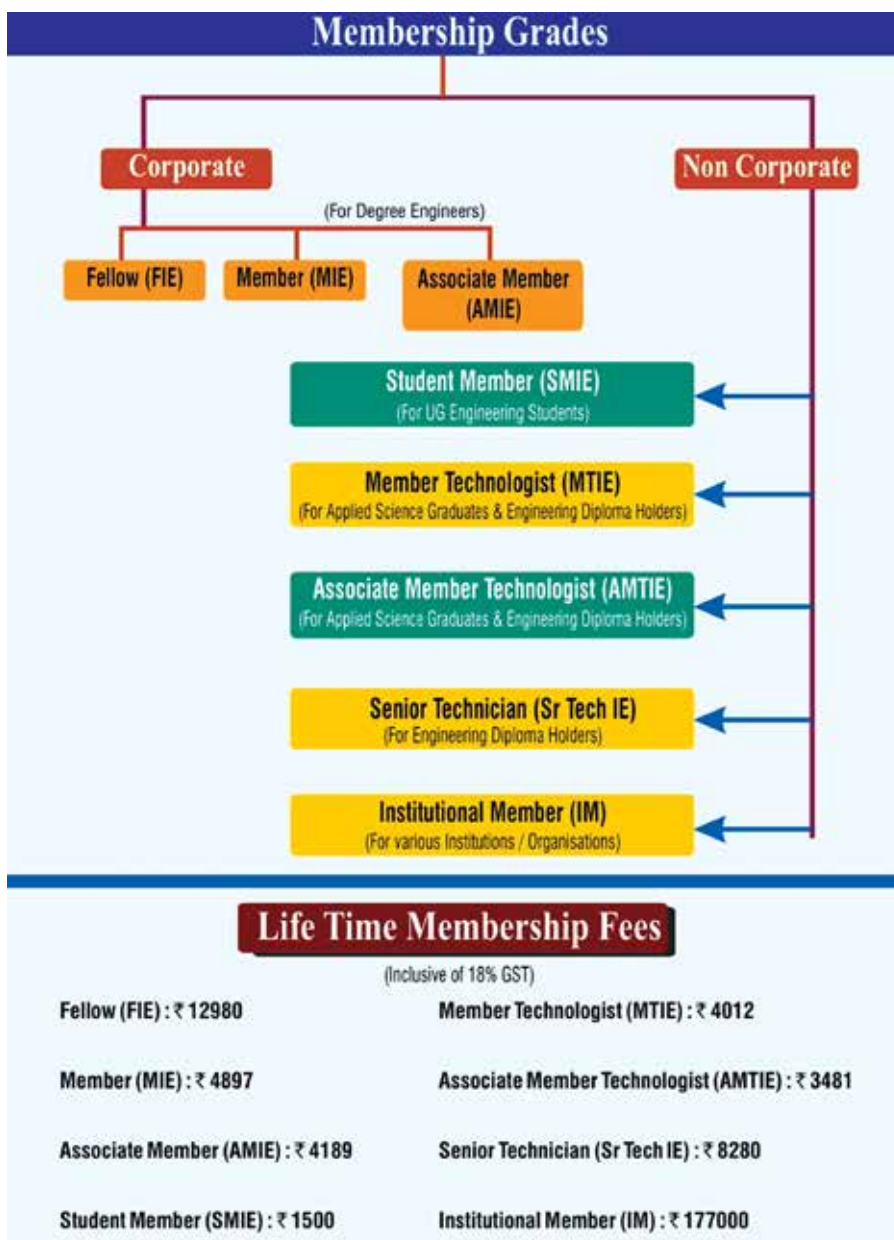 Membership Grades
Corporate
Non Corporate
(For Degree Engineers)
Fellow (FIE)
Member (MIE)
Associate Member
(AMIE)
Student Member (SMIE)
(For UG Engineering Students)
Member Technologist (MTIE)
(For Applied Science Graduates & Engineering Diploma Holders)
Associate Member Technologist (AMTIE)
(For Applied Science Graduates & Engineering Diploma Holders)
Senior Technician (Sr Tech IE)
(For Engineering Diploma Holders)
Institutional Member (IM)
(For various Institutions / Organisations)
Life Time Membership Fees
(Inclusive of 18% GST)
Fellow (FIE) : ₹ 12980
Member Technologist (MTIE) : ₹ 4012
Member (MIE) : ₹ 4897
Associate Member Technologist (AMTIE) : ₹ 3481
Associate Member (AMIE) : ₹ 4189
Senior Technician (Sr Tech IE) : ₹ 8280
Student Member (SMIE) : ₹ 1500
Institutional Member (IM) : ₹ 177000